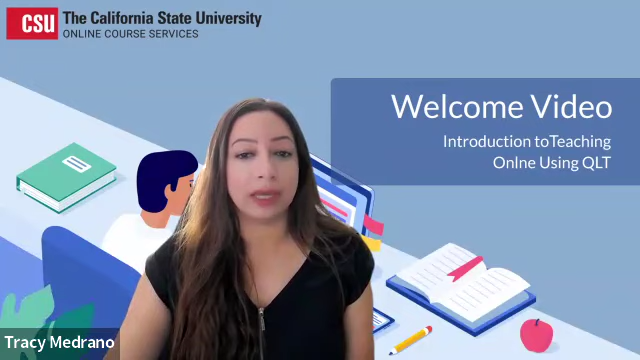 CSU The California State University
ONLINE COURSE SERVICES
Welcome Video
Introduction toTeaching
Onlne Using QLT
Tracy Medrano